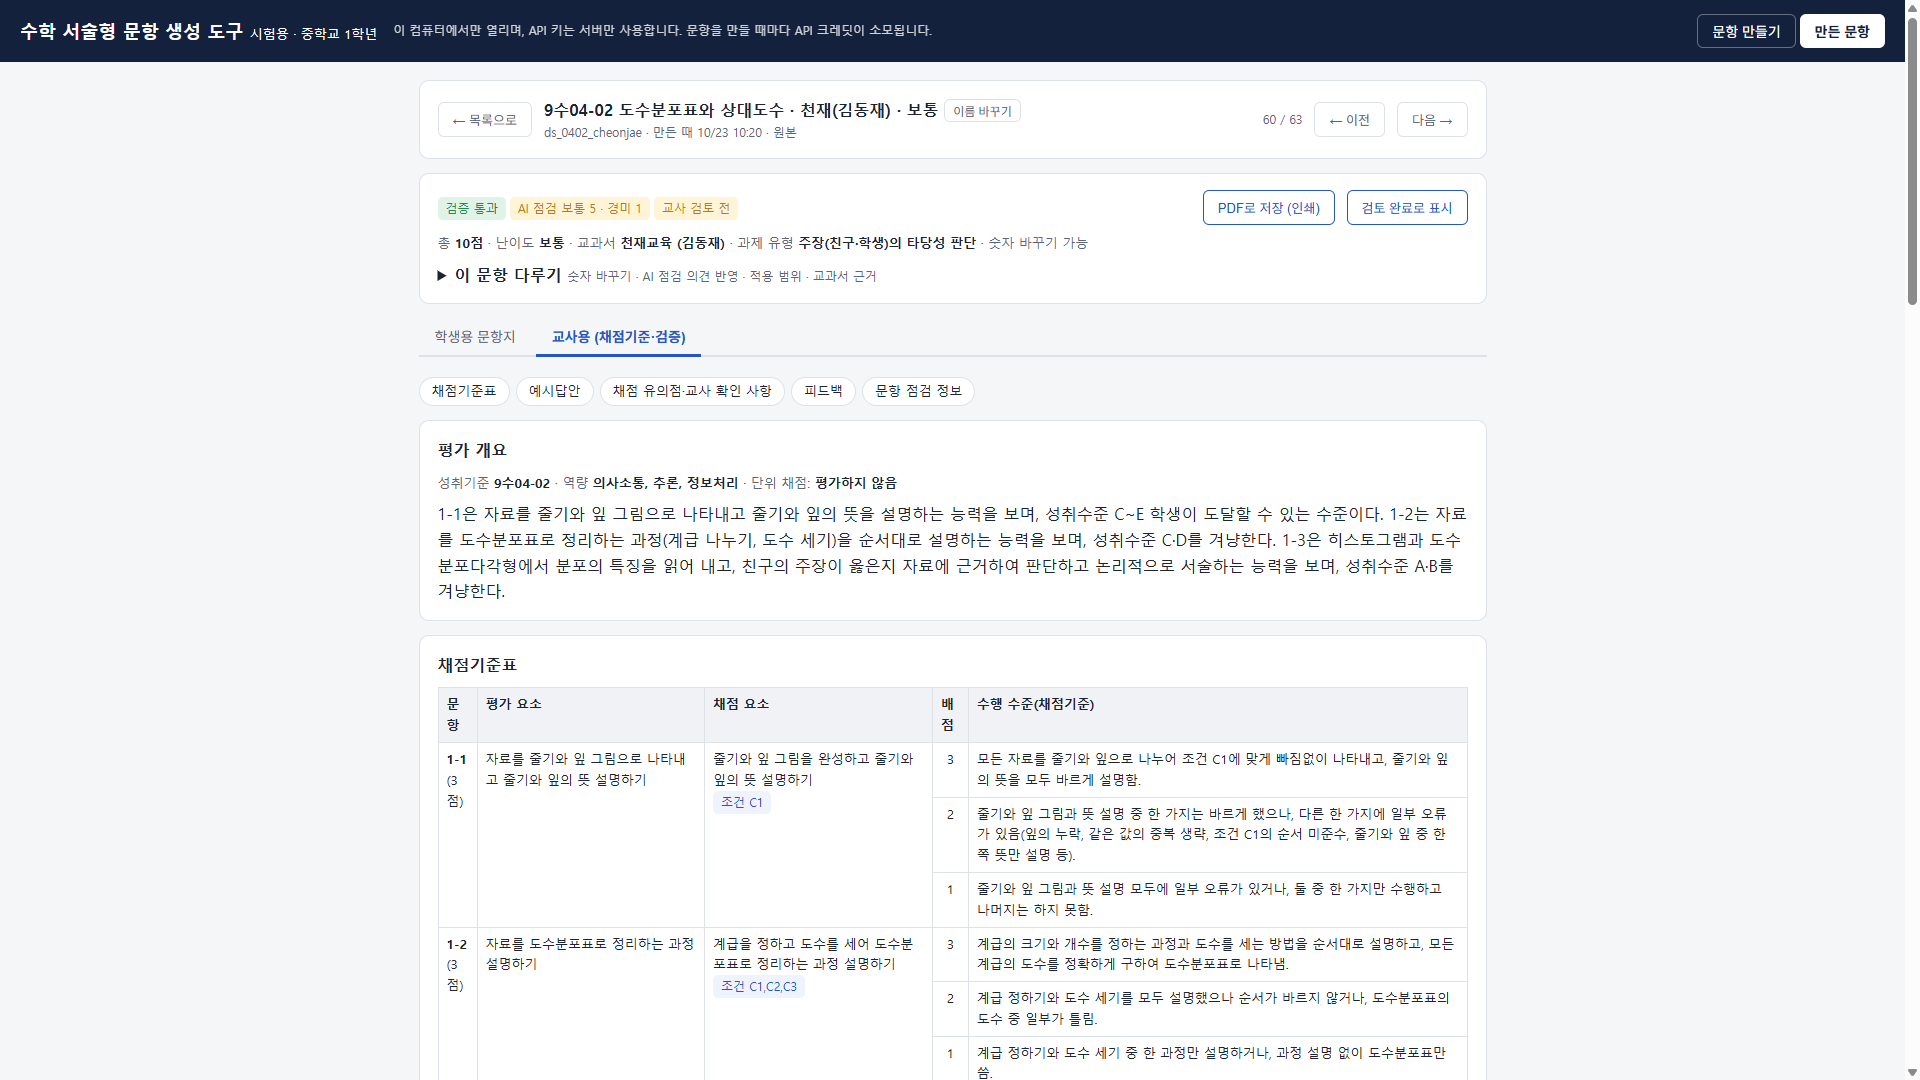 수학 서술형 문항 생성 도구 시험용 · 중학교 1학년 이 컴퓨터에서만 열리며, API 키는 서버만 사용합니다. 문항을 만들 때마다 API 크레딧이 소모됩니다. 문항 만들기 만든 문항
← 목록으로 9수04-02 도수분포표와 상대도수 · 천재(김동재) · 보통 이름 바꾸기 60 / 63 ← 이전 다음 →
ds_0402_cheonjae · 만든 때 10/23 10:20 · 원본
검증 통과 AI 점검 보통 5 · 경미 1 교사 검토 전 PDF로 저장 (인쇄) 검토 완료로 표시
총 10점 · 난이도 보통 · 교과서 천재교육 (김동재) · 과제 유형 주장(친구·학생)의 타당성 판단 · 숫자 바꾸기 가능
▶ 이 문항 다루기 숫자 바꾸기 · AI 점검 의견 반영 · 적용 범위 · 교과서 근거
학생용 문항지 교사용 (채점기준·검증)
채점기준표 예시답안 채점 유의점·교사 확인 사항 피드백 문항 점검 정보
평가 개요
성취기준 9수04-02 · 역량 의사소통, 추론, 정보처리 · 단위 채점: 평가하지 않음
1-1은 자료를 줄기와 잎 그림으로 나타내고 줄기와 잎의 뜻을 설명하는 능력을 보며, 성취수준 C~E 학생이 도달할 수 있는 수준이다. 1-2는 자료
를 도수분포표로 정리하는 과정(계급 나누기, 도수 세기)을 순서대로 설명하는 능력을 보며, 성취수준 C·D를 겨냥한다. 1-3은 히스토그램과 도수
분포다각형에서 분포의 특징을 읽어 내고, 친구의 주장이 옳은지 자료에 근거하여 판단하고 논리적으로 서술하는 능력을 보며, 성취수준 A·B를
겨냥한다.
채점기준표
문항 평가 요소 채점 요소 배점 수행 수준(채점기준)
1-1 (3점) 자료를 줄기와 잎 그림으로 나타내고 줄기와 잎의 뜻 설명하기
줄기와 잎 그림을 완성하고 줄기와 잎의 뜻 설명하기
조건 C1
3 모든 자료를 줄기와 잎으로 나누어 조건 C1에 맞게 빠짐없이 나타내고, 줄기와 잎
의 뜻을 모두 바르게 설명함.
2 줄기와 잎 그림과 뜻 설명 중 한 가지는 바르게 했으나, 다른 한 가지에 일부 오류
가 있음(잎의 누락, 같은 값의 중복 생략, 조건 C1의 순서 미준수, 줄기와 잎 중 한
쪽 뜻만 설명 등).
1 줄기와 잎 그림과 뜻 설명 모두에 일부 오류가 있거나, 둘 중 한 가지만 수행하고
나머지는 하지 못함.
1-2 (3점) 자료를 도수분포표로 정리하는 과정 설명하기
계급을 정하고 도수를 세어 도수분포표로 정리하는 과정 설명하기
조건 C1,C2,C3
3 계급의 크기와 개수를 정하는 과정과 도수를 세는 방법을 순서대로 설명하고, 모든
계급의 도수를 정확하게 구하여 도수분포표로 나타냄.
2 계급 정하기와 도수 세기를 모두 설명했으나 순서가 바르지 않거나, 도수분포표의
도수 중 일부가 틀림.
1 계급 정하기와 도수 세기 중 한 과정만 설명하거나, 과정 설명 없이 도수분포표만
씀.